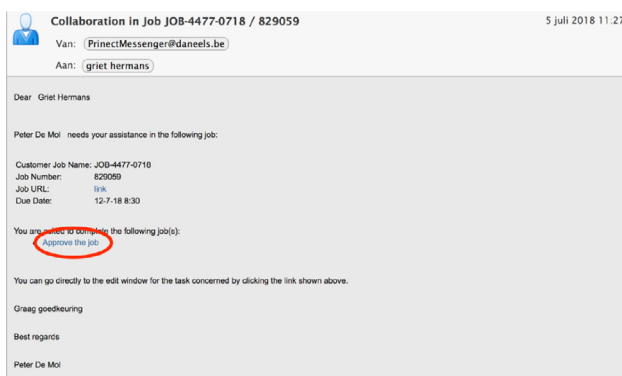 Collaboration in Job JOB-4477-0718 / 829059
5 juli 2018 11:27
Van: PrinectMessenger@daneels.be
Aan: griet hermans
Dear Griet Hermans
Peter De Mol needs your assistance in the following job:
Customer Job Name: JOB-4477-0718
Job Number: 829059
Job URL: link
Due Date: 12-7-18 8:30
You are asked to complete the following job(s):
Approve the job
You can go directly to the edit window for the task concerned by clicking the link shown above.
Graag goedkeuring
Best regards
Peter De Mol